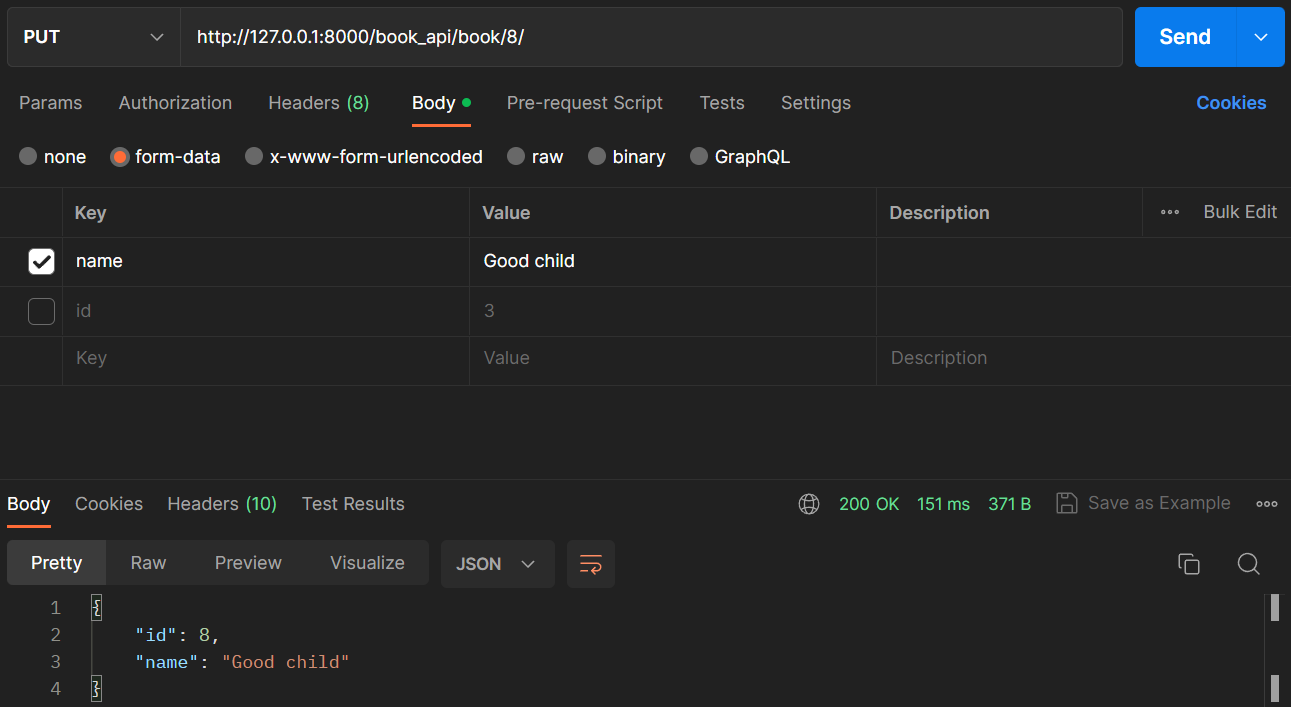 PUT http://127.0.0.1:8000/book_api/book/8/ Send
Params Authorization Headers (8) Body Pre-request Script Tests Settings Cookies
none form-data x-www-form-urlencoded raw binary GraphQL
Key Value Description Bulk Edit
name Good child
id 3
Key Value Description
Body Cookies Headers (10) Test Results 200 OK 151 ms 371 B Save as Example
Pretty Raw Preview Visualize JSON
1 {
2 "id": 8,
3 "name": "Good child"
4 }